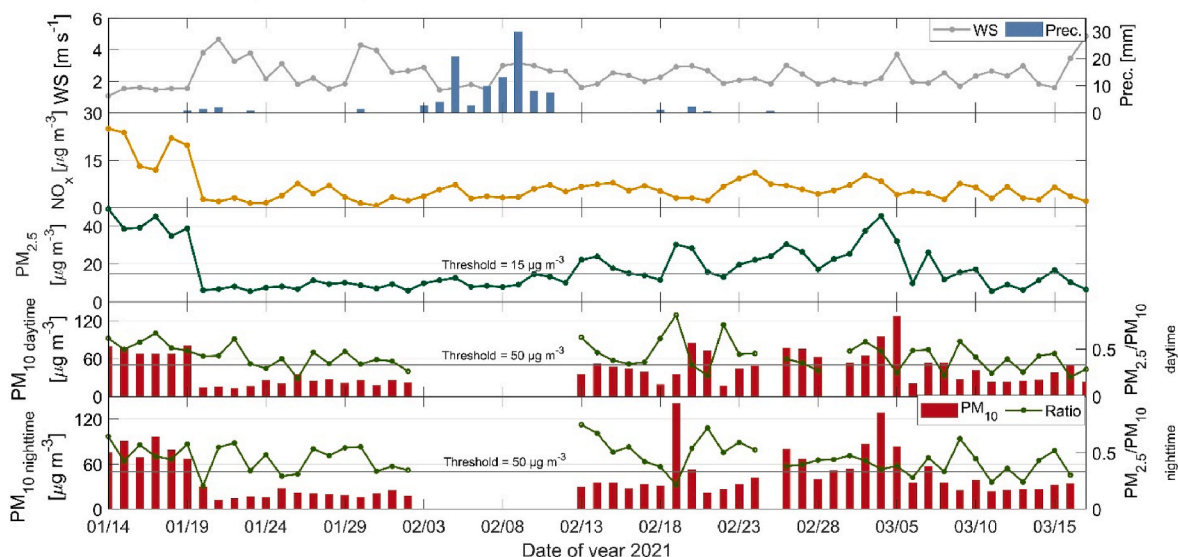 WS [m s⁻¹]
6
4
2
30
WS Prec.
30
20
10
0
Prec. [mm]
NOₓ [μg m⁻³]
15
0
PM₂.₅
[μg m⁻³]
40
20
0
Threshold = 15 μg m⁻³
PM₁₀ daytime
[μg m⁻³]
120
60
0
Threshold = 50 μg m⁻³
0.5
0
PM₂.₅/PM₁₀
daytime
PM₁₀ nighttime
[μg m⁻³]
120
60
0
Threshold = 50 μg m⁻³
PM₁₀ Ratio
0.5
0
PM₂.₅/PM₁₀
nighttime
01/14 01/19 01/24 01/29 02/03 02/08 02/13 02/18 02/23 02/28 03/05 03/10 03/15
Date of year 2021